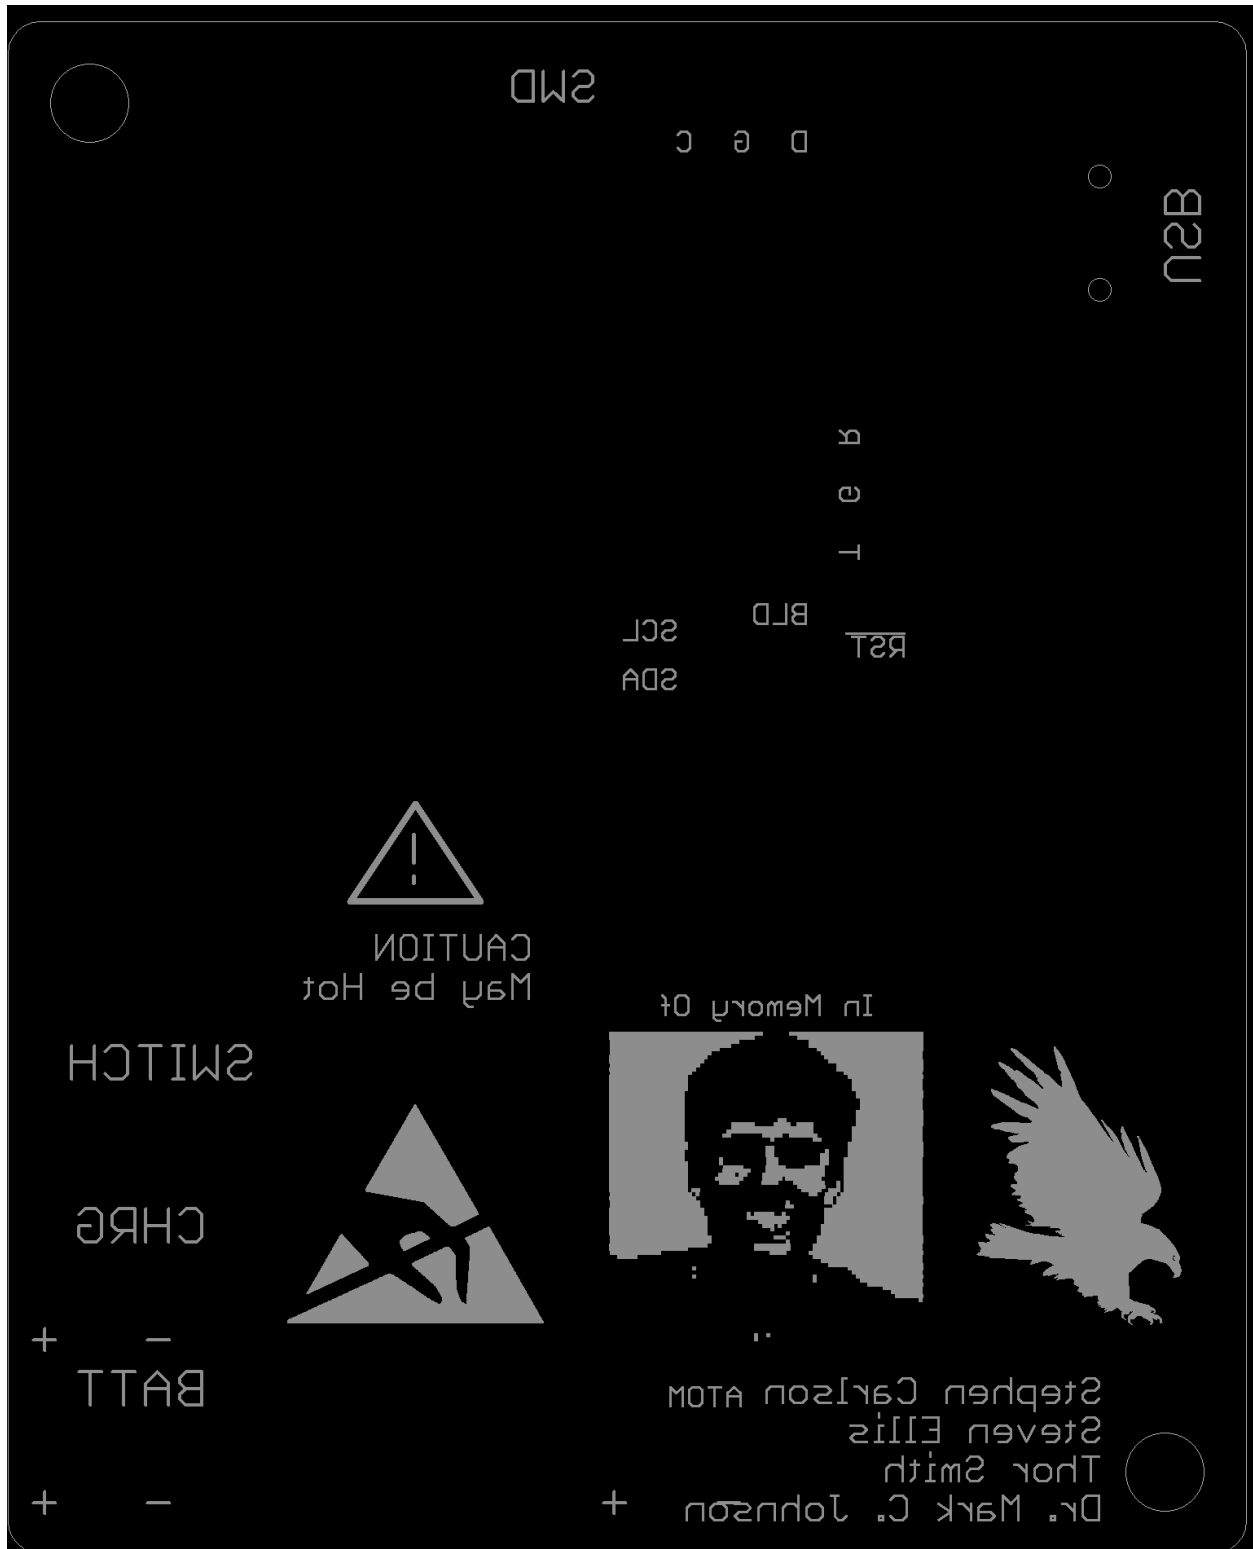 SWD
D G C
USB
R
G
T
BLD
RST
SCL
SDA
CAUTION
May be Hot
In Memory Of
SWITCH
CHRG
+ -
BATT
Stephen Carlson ATOM
Steven Ellis
Thor Smith
Dr. Mark C. Johnson
+ -
+ -